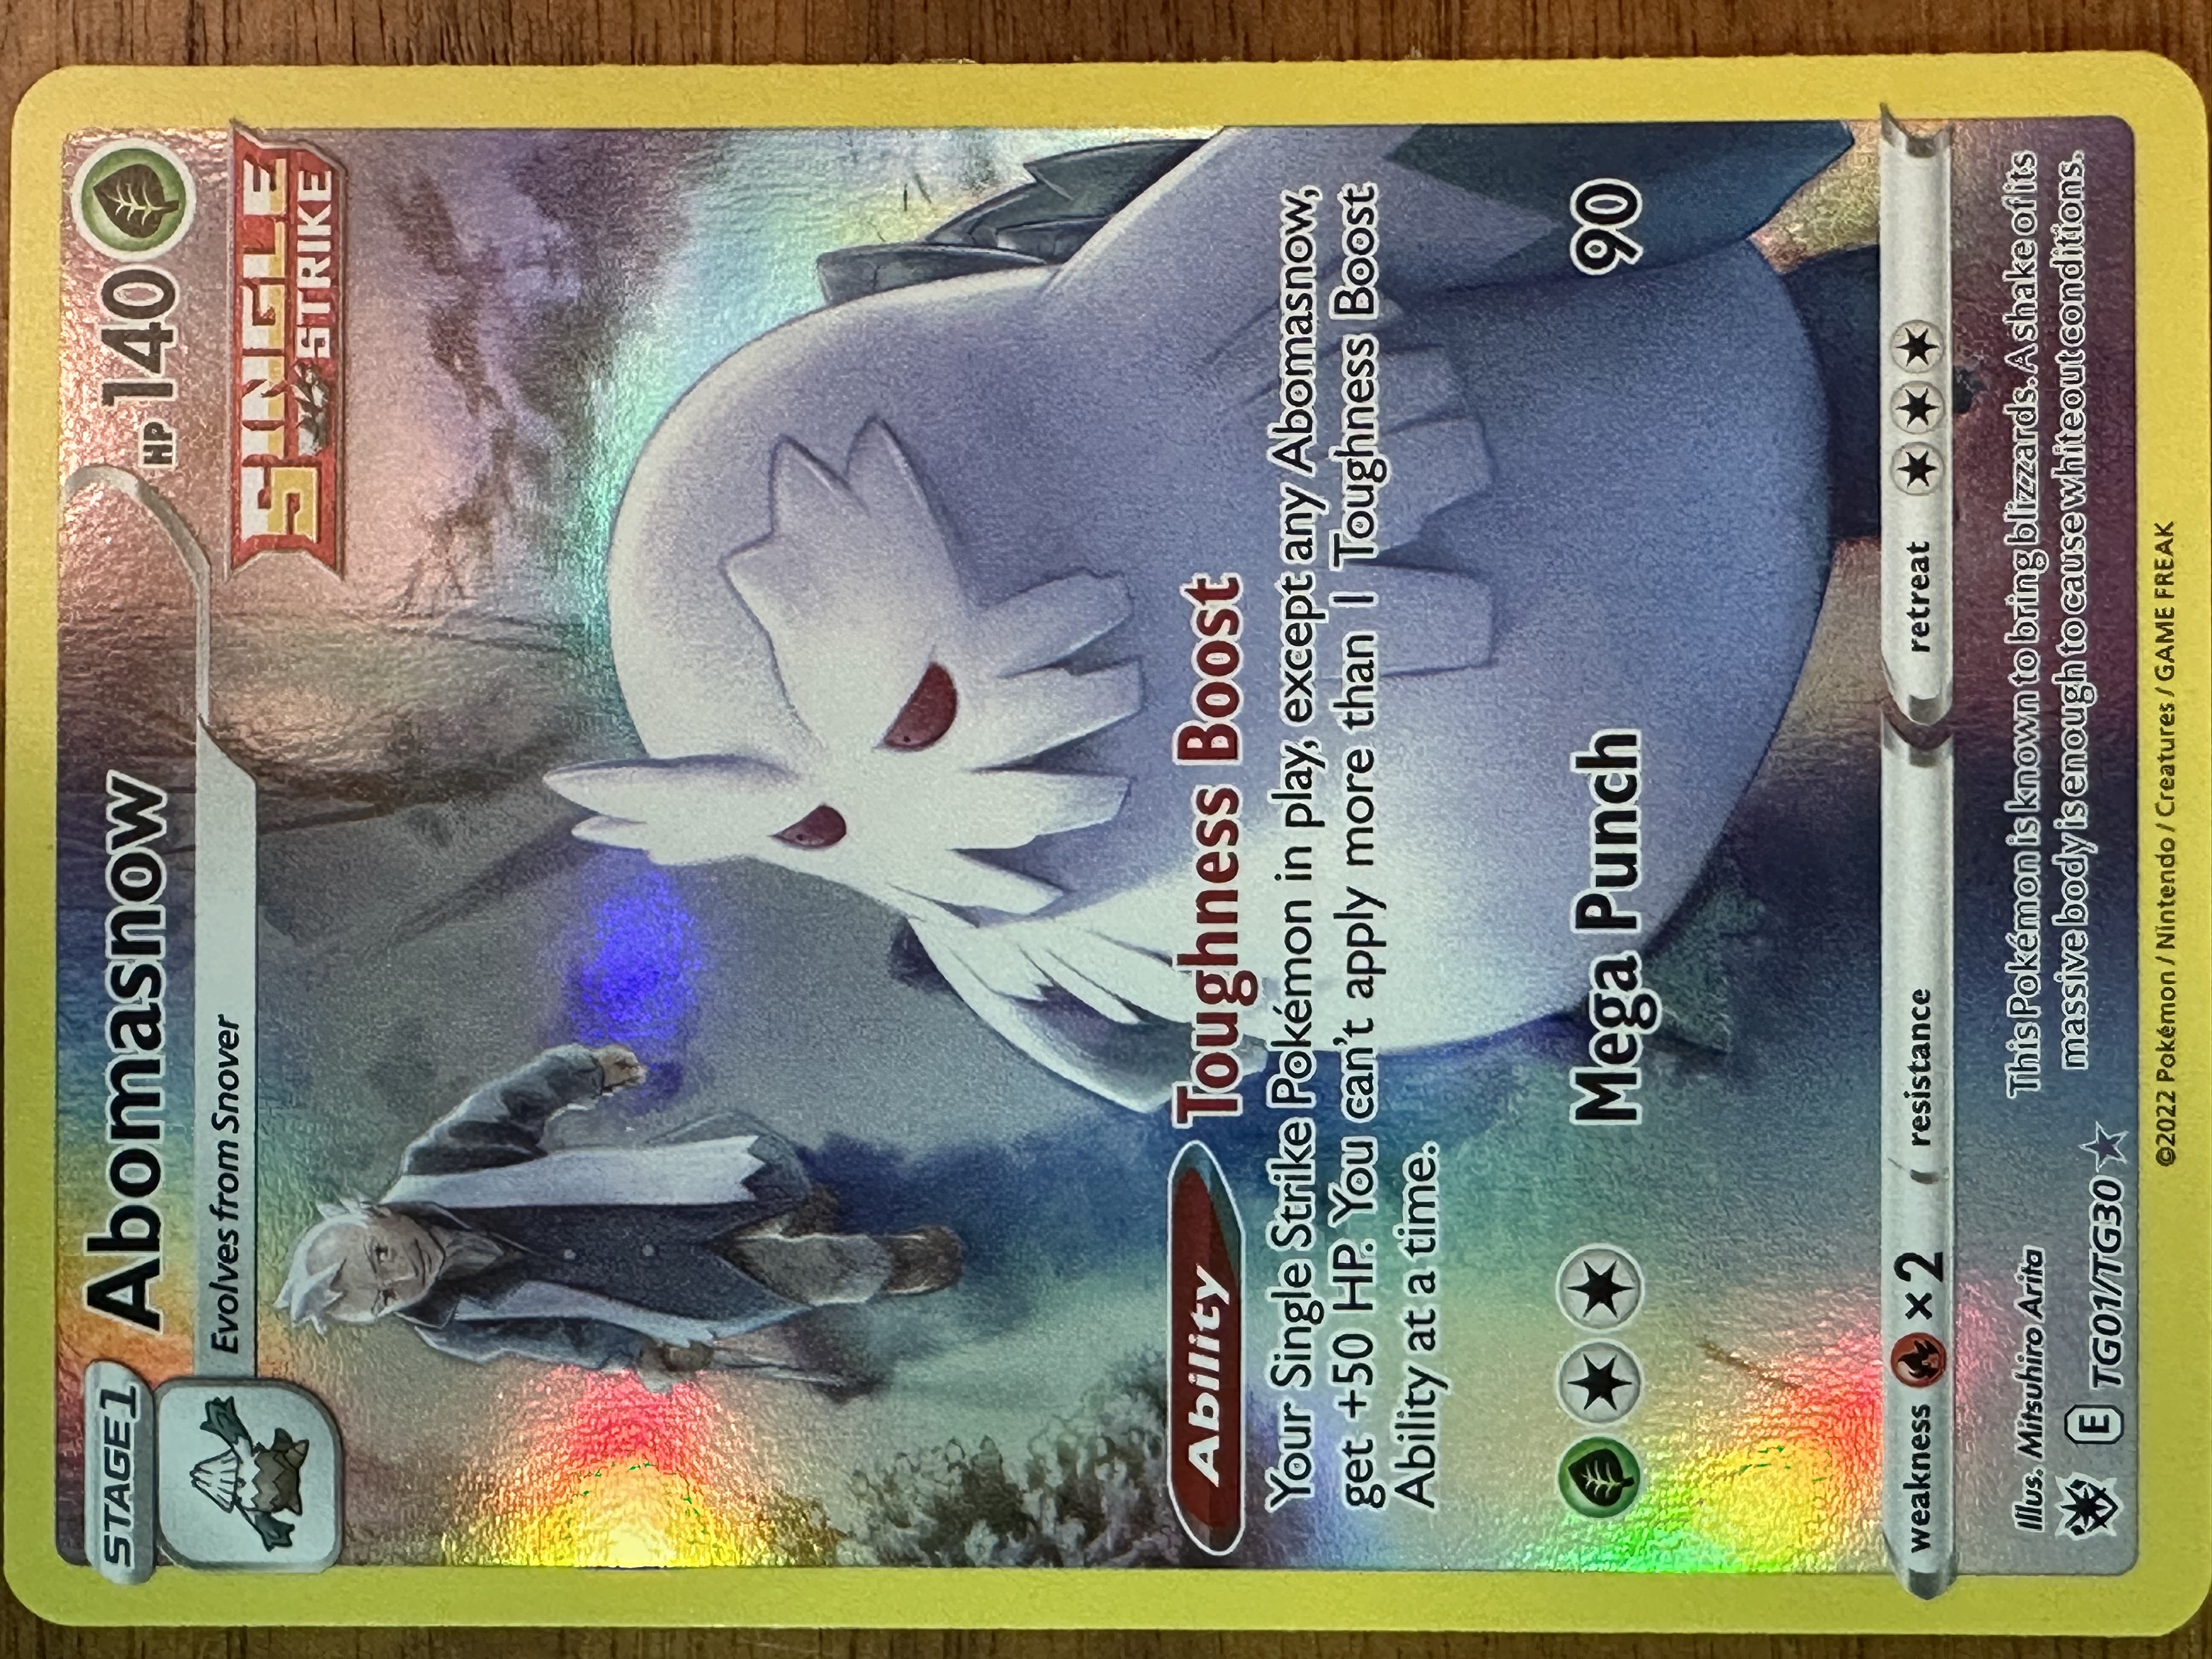 STAGE 1
Abomasnow
HP 140
Evolves from Snover
SINGLE
STRIKE
Ability Toughness Boost
Your Single Strike Pokémon in play, except any Abomasnow,
get +50 HP. You can't apply more than 1 Toughness Boost
Ability at a time.
Mega Punch 90
weakness ×2 resistance retreat
Illus. Mitsuhiro Arita
This Pokémon is known to bring blizzards. A shake of its
massive body is enough to cause whiteout conditions.
E TG01/TG30
©2022 Pokémon / Nintendo / Creatures / GAME FREAK